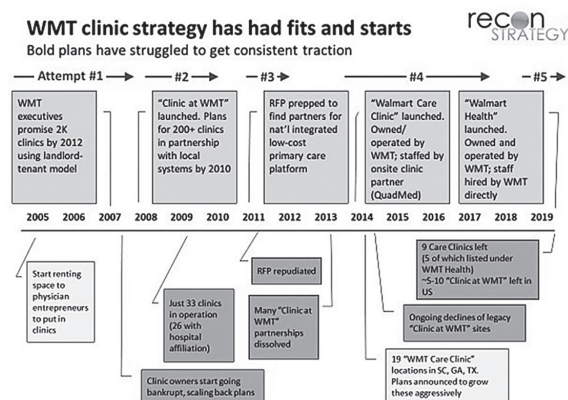 WMT clinic strategy has had fits and starts
Bold plans have struggled to get consistent traction
recon
STRATEGY
Attempt #1
#2
#3
#4
#5
WMT
executives
promise 2K
clinics by 2012
using landlord-
tenant model
“Clinic at WMT”
launched. Plans
for 200+ clinics
in partnership
with local
systems by 2010
RFP prepped to
find partners for
nat’l integrated
low-cost
primary care
platform
“Walmart Care
Clinic” launched.
Owned/
operated by
WMT; staffed by
onsite clinic
partner
(QuadMed)
“Walmart
Health”
launched.
Owned and
operated by
WMT; staff
hired by WMT
directly
2005 2006 2007 2008 2009 2010 2011 2012 2013 2014 2015 2016 2017 2018 2019
Start renting
space to
physician
entrepreneurs
to put in
clinics
Clinic owners start going
bankrupt, scaling back plans
Just 33 clinics
in operation
(26 with
hospital
affiliation)
RFP repudiated
Many “Clinic at
WMT”
partnerships
dissolved
9 Care Clinics left
(5 of which listed under
WMT Health)
~5-10 “Clinic at WMT” left in
US
Ongoing declines of legacy
“Clinic at WMT” sites
19 “WMT Care Clinic”
locations in SC, GA, TX.
Plans announced to grow
these aggressively